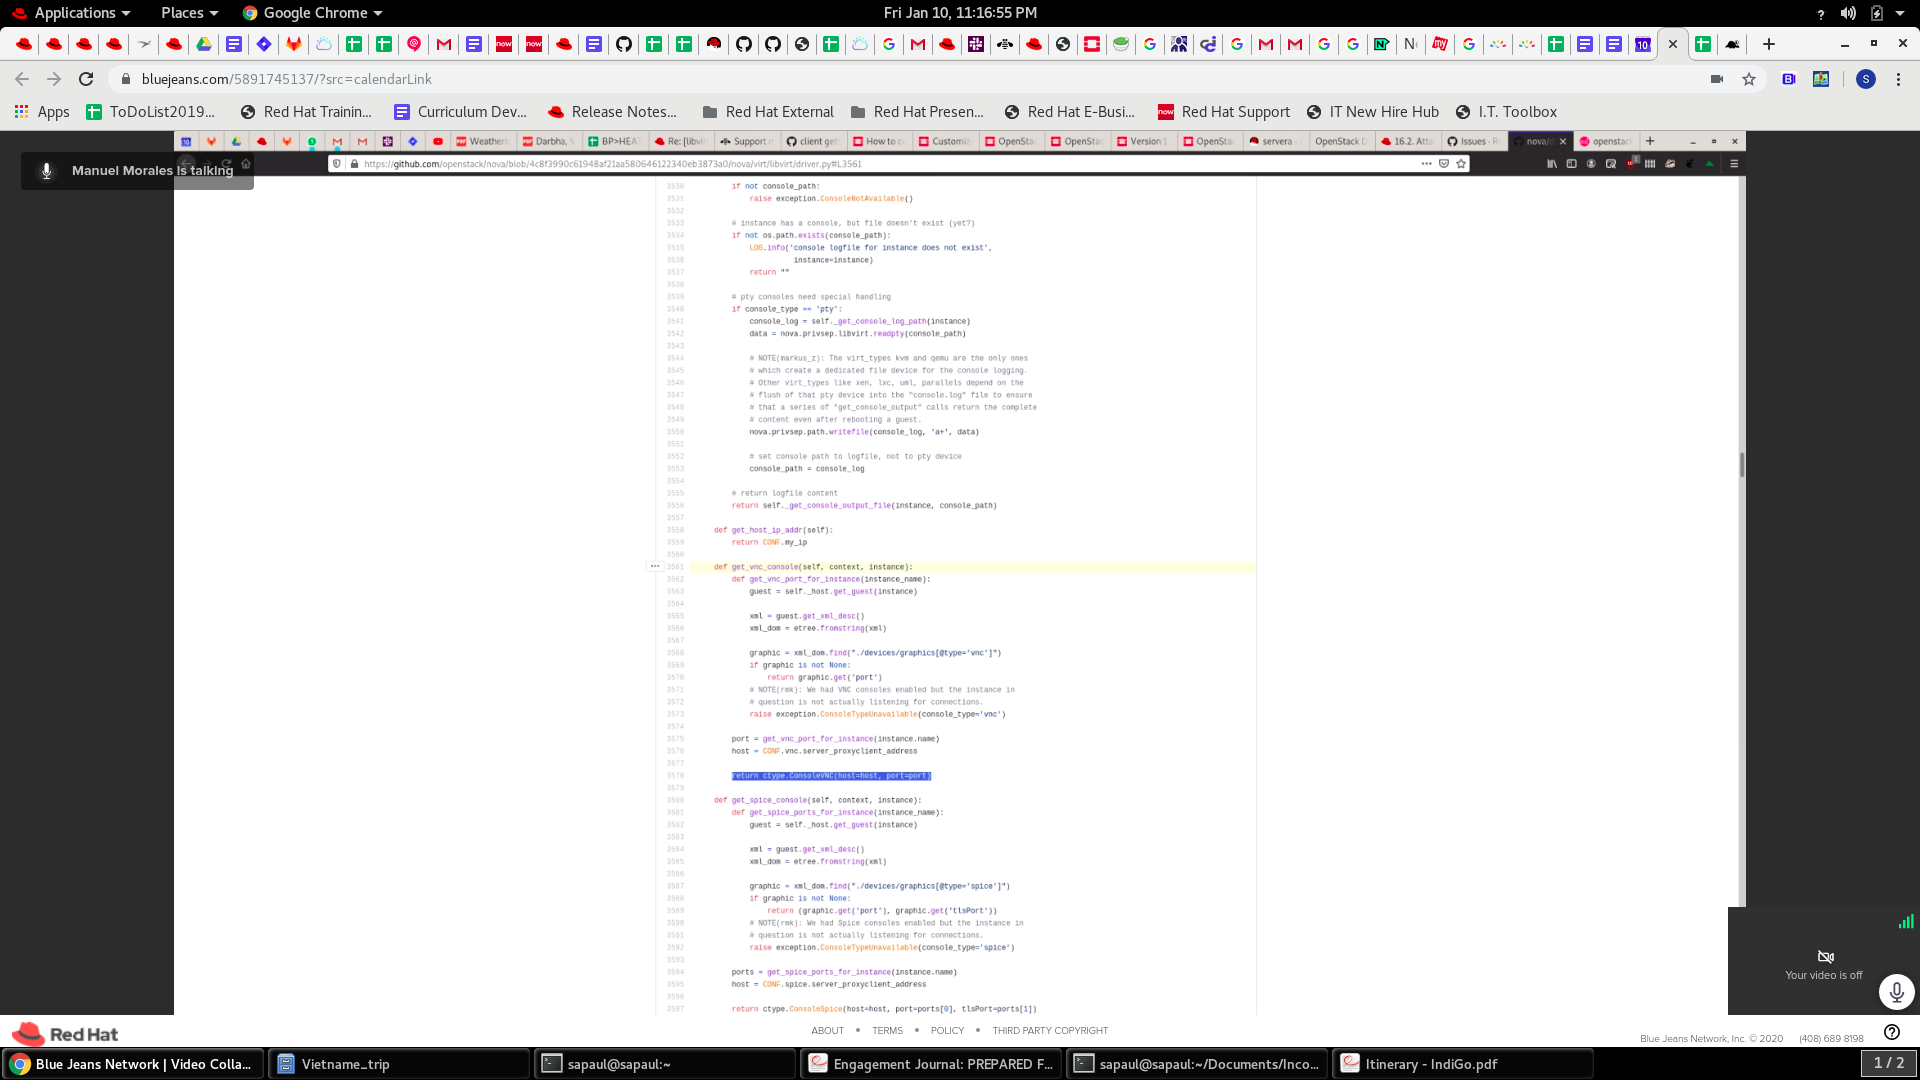 Applications
Places
Google Chrome
Fri Jan 10, 11:16:55 PM
bluejeans.com/5891745137/?src=calendarLink
Apps
ToDoList2019...
Red Hat Trainin...
Curriculum Dev...
Release Notes...
Red Hat External
Red Hat Presen...
Red Hat E-Busi...
Red Hat Support
IT New Hire Hub
I.T. Toolbox
Manuel Morales is talking
https://github.com/openstack/nova/blob/4c8f3990c61948af21aa580646122340eb3873a0/nova/virt/libvirt/driver.py#L3561
3530 if not console_path:
3531 raise exception.ConsoleNotAvailable()
3532
3533 # instance has a console, but file doesn't exist (yet?)
3534 if not os.path.exists(console_path):
3535 LOG.info('console logfile for instance does not exist',
3536 instance=instance)
3537 return ""
3538
3539 # pty consoles need special handling
3540 if console_type == 'pty':
3541 console_log = self._get_console_log_path(instance)
3542 data = nova.privsep.libvirt.readpty(console_path)
3543
3544 # NOTE(markus_z): The virt_types kvm and qemu are the only ones
3545 # which create a dedicated file device for the console logging.
3546 # Other virt_types like xen, lxc, uml, parallels depend on the
3547 # flush of that pty device into the "console.log" file to ensure
3548 # that a series of "get_console_output" calls return the complete
3549 # content even after rebooting a guest.
3550 nova.privsep.path.writefile(console_log, 'a+', data)
3551
3552 # set console path to logfile, not to pty device
3553 console_path = console_log
3554
3555 # return logfile content
3556 return self._get_console_output_file(instance, console_path)
3557
3558 def get_host_ip_addr(self):
3559 return CONF.my_ip
3560
3561 def get_vnc_console(self, context, instance):
3562 def get_vnc_port_for_instance(instance_name):
3563 guest = self._host.get_guest(instance)
3564
3565 xml = guest.get_xml_desc()
3566 xml_dom = etree.fromstring(xml)
3567
3568 graphic = xml_dom.find("./devices/graphics[@type='vnc']")
3569 if graphic is not None:
3570 return graphic.get('port')
3571 # NOTE(rmk): We had VNC consoles enabled but the instance in
3572 # question is not actually listening for connections.
3573 raise exception.ConsoleTypeUnavailable(console_type='vnc')
3574
3575 port = get_vnc_port_for_instance(instance.name)
3576 host = CONF.vnc.server_proxyclient_address
3577
3578 return ctype.ConsoleVNC(host=host, port=port)
3579
3580 def get_spice_console(self, context, instance):
3581 def get_spice_ports_for_instance(instance_name):
3582 guest = self._host.get_guest(instance)
3583
3584 xml = guest.get_xml_desc()
3585 xml_dom = etree.fromstring(xml)
3586
3587 graphic = xml_dom.find("./devices/graphics[@type='spice']")
3588 if graphic is not None:
3589 return (graphic.get('port'), graphic.get('tlsPort'))
3590 # NOTE(rmk): We had Spice consoles enabled but the instance in
3591 # question is not actually listening for connections.
3592 raise exception.ConsoleTypeUnavailable(console_type='spice')
3593
3594 ports = get_spice_ports_for_instance(instance.name)
3595 host = CONF.spice.server_proxyclient_address
3596
3597 return ctype.ConsoleSpice(host=host, port=ports[0], tlsPort=ports[1])
Your video is off
Red Hat
ABOUT • TERMS • POLICY • THIRD PARTY COPYRIGHT
Blue Jeans Network, Inc. © 2020 (408) 689 8198
Blue Jeans Network | Video Colla...
Vietname_trip
sapaul@sapaul:~
Engagement Journal: PREPARED F...
sapaul@sapaul:~/Documents/Inco...
Itinerary - IndiGo.pdf
1 / 2